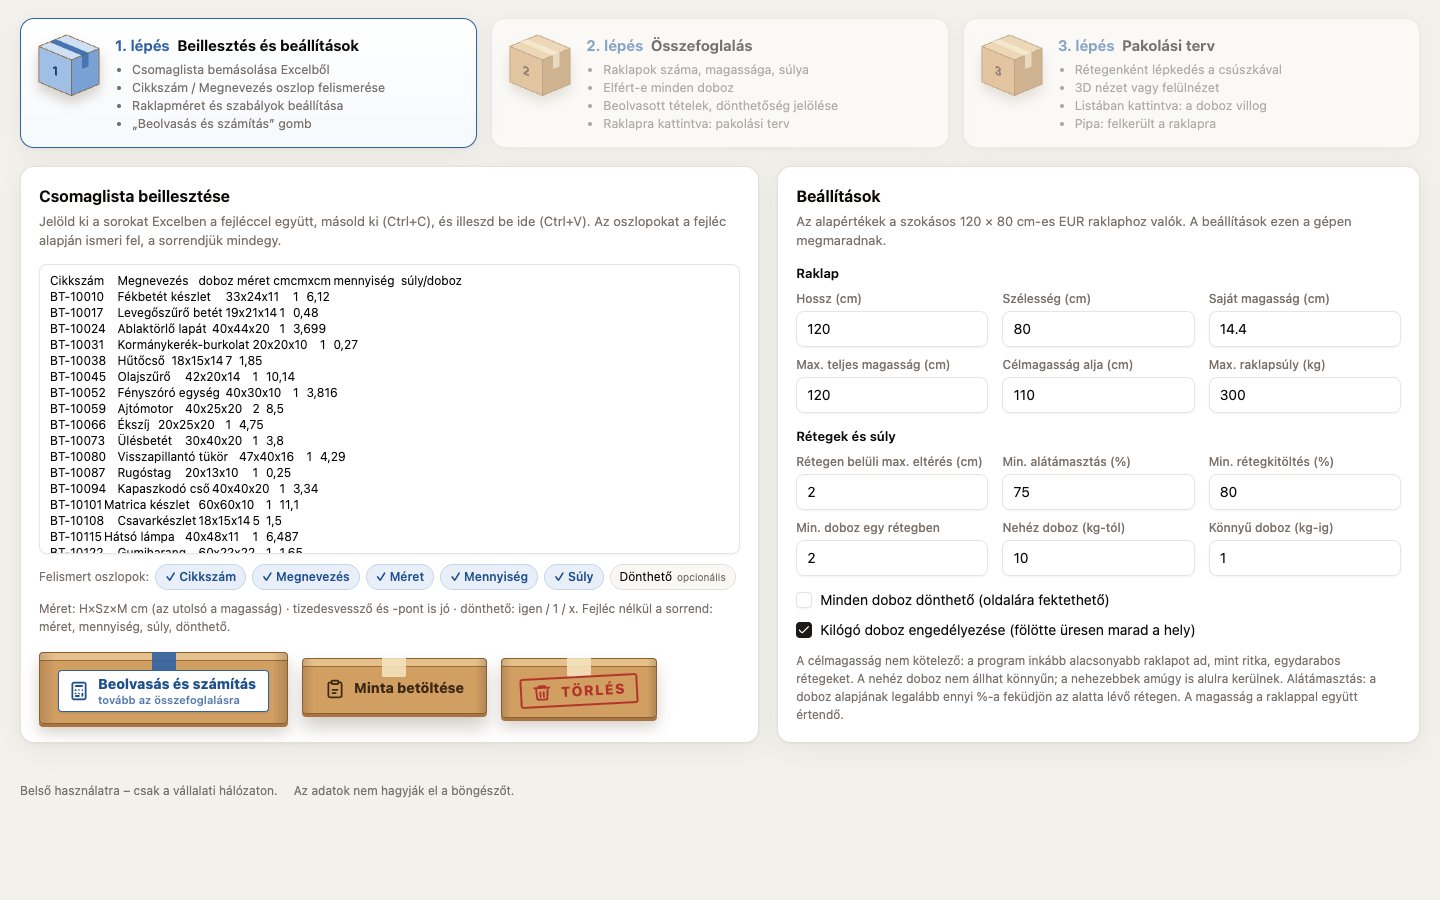 1. lépés Beillesztés és beállítások
• Csomaglista bemásolása Excelből
• Cikkszám / Megnevezés oszlop felismerése
• Raklapméret és szabályok beállítása
• „Beolvasás és számítás” gomb
2. lépés Összefoglalás
• Raklapok száma, magassága, súlya
• Elfért-e minden doboz
• Beolvasott tételek, dönthetőség jelölése
• Raklapra kattintva: pakolási terv
3. lépés Pakolási terv
• Rétegenként lépkedés a csúszkával
• 3D nézet vagy felülnézet
• Listában kattintva: a doboz villog
• Pipa: felkerült a raklapra
1
2
3
Csomaglista beillesztése
Jelöld ki a sorokat Excelben a fejléccel együtt, másold ki (Ctrl+C), és illeszd be ide (Ctrl+V). Az oszlopokat a fejléc
alapján ismeri fel, a sorrendjük mindegy.
Cikkszám Megnevezés doboz méret cmcmxcm mennyiség súly/doboz
BT-10010 Fékbetét készlet 33x24x11 1 6,12
BT-10017 Levegőszűrő betét 19x21x14 1 0,48
BT-10024 Ablaktörlő lapát 40x44x20 1 3,699
BT-10031 Kormánykerék-burkolat 20x20x10 1 0,27
BT-10038 Hűtőcső 18x15x14 7 1,85
BT-10045 Olajszűrő 42x20x14 1 10,14
BT-10052 Fényszóró egység 40x30x10 1 3,816
BT-10059 Ajtómotor 40x25x20 2 8,5
BT-10066 Ékszíj 20x25x20 1 4,75
BT-10073 Ülésbetét 30x40x20 1 3,8
BT-10080 Visszapillantó tükör 47x40x16 1 4,29
BT-10087 Rugóstag 20x13x10 1 0,25
BT-10094 Kapaszkodó cső 40x40x20 1 3,34
BT-10101 Matrica készlet 60x60x10 1 11,1
BT-10108 Csavarkészlet 18x15x14 5 1,5
BT-10115 Hátsó lámpa 40x48x11 1 6,487
BT-10122 Gumiharang 60x22x22 1 1,65
Felismert oszlopok: ✓ Cikkszám ✓ Megnevezés ✓ Méret ✓ Mennyiség ✓ Súly Dönthető opcionális
Méret: H×Sz×M cm (az utolsó a magasság) · tizedesvessző és -pont is jó · dönthető: igen / 1 / x. Fejléc nélkül a sorrend:
méret, mennyiség, súly, dönthető.
Beolvasás és számítás
tovább az összefoglalásra
Minta betöltése
TÖRLÉS
Beállítások
Az alapértékek a szokásos 120 × 80 cm-es EUR raklaphoz valók. A beállítások ezen a gépen
megmaradnak.
Raklap
Hossz (cm) Szélesség (cm) Saját magasság (cm)
120 80 14.4
Max. teljes magasság (cm) Célmagasság alja (cm) Max. raklapsúly (kg)
120 110 300
Rétegek és súly
Rétegen belüli max. eltérés (cm) Min. alátámasztás (%) Min. rétegkitöltés (%)
2 75 80
Min. doboz egy rétegben Nehéz doboz (kg-tól) Könnyű doboz (kg-ig)
2 10 1
Minden doboz dönthető (oldalára fektethető)
Kilógó doboz engedélyezése (fölötte üresen marad a hely)
A célmagasság nem kötelező: a program inkább alacsonyabb raklapot ad, mint ritka, egydarabos
rétegeket. A nehéz doboz nem állhat könnyűn; a nehezebbek amúgy is alulra kerülnek. Alátámasztás: a
doboz alapjának legalább ennyi %-a feküdjön az alatta lévő rétegen. A magasság a raklappal együtt
értendő.
Belső használatra – csak a vállalati hálózaton. Az adatok nem hagyják el a böngészőt.